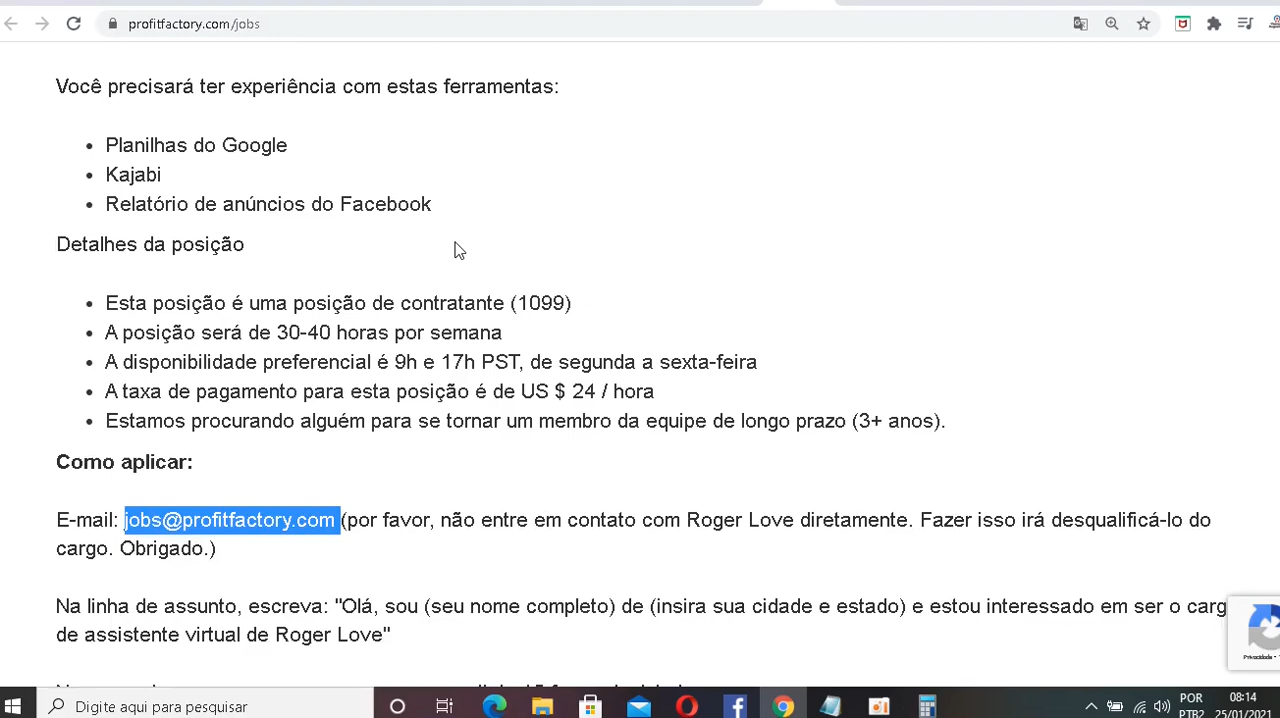 profitfactory.com/jobs
Você precisará ter experiência com estas ferramentas:
• Planilhas do Google
• Kajabi
• Relatório de anúncios do Facebook
Detalhes da posição
• Esta posição é uma posição de contratante (1099)
• A posição será de 30-40 horas por semana
• A disponibilidade preferencial é 9h e 17h PST, de segunda a sexta-feira
• A taxa de pagamento para esta posição é de US $ 24 / hora
• Estamos procurando alguém para se tornar um membro da equipe de longo prazo (3+ anos).
Como aplicar:
E-mail: jobs@profitfactory.com (por favor, não entre em contato com Roger Love diretamente. Fazer isso irá desqualificá-lo do
cargo. Obrigado.)
Na linha de assunto, escreva: "Olá, sou (seu nome completo) de (insira sua cidade e estado) e estou interessado em ser o carg
de assistente virtual de Roger Love"
Privacidade
Digite aqui para pesquisar
POR
08:14
PTB2
25/01/2021